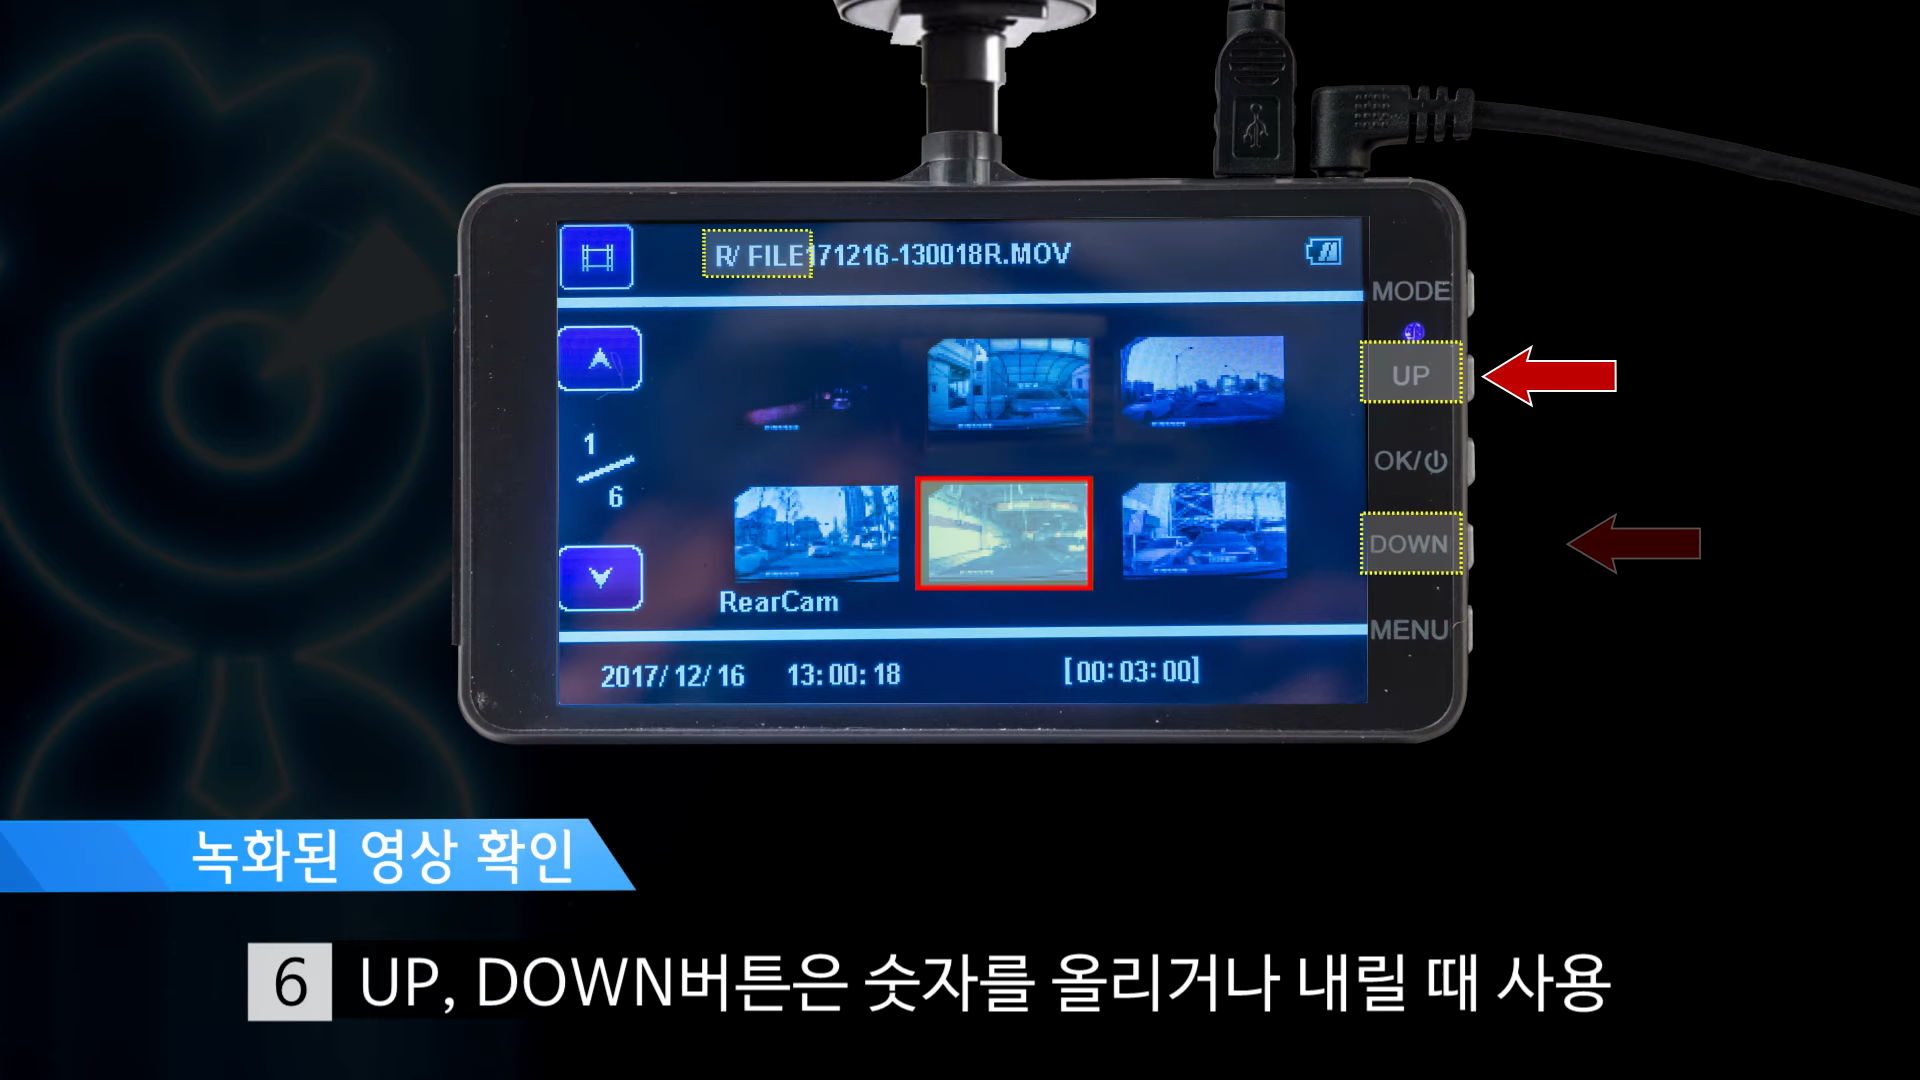 R/ FILE171216-130018R.MOV
MODE
UP
1
6
OK/
DOWN
RearCam
MENU
2017/12/16 13:00:18 [00:03:00]
녹화된 영상 확인
6 UP, DOWN버튼은 숫자를 올리거나 내릴 때 사용